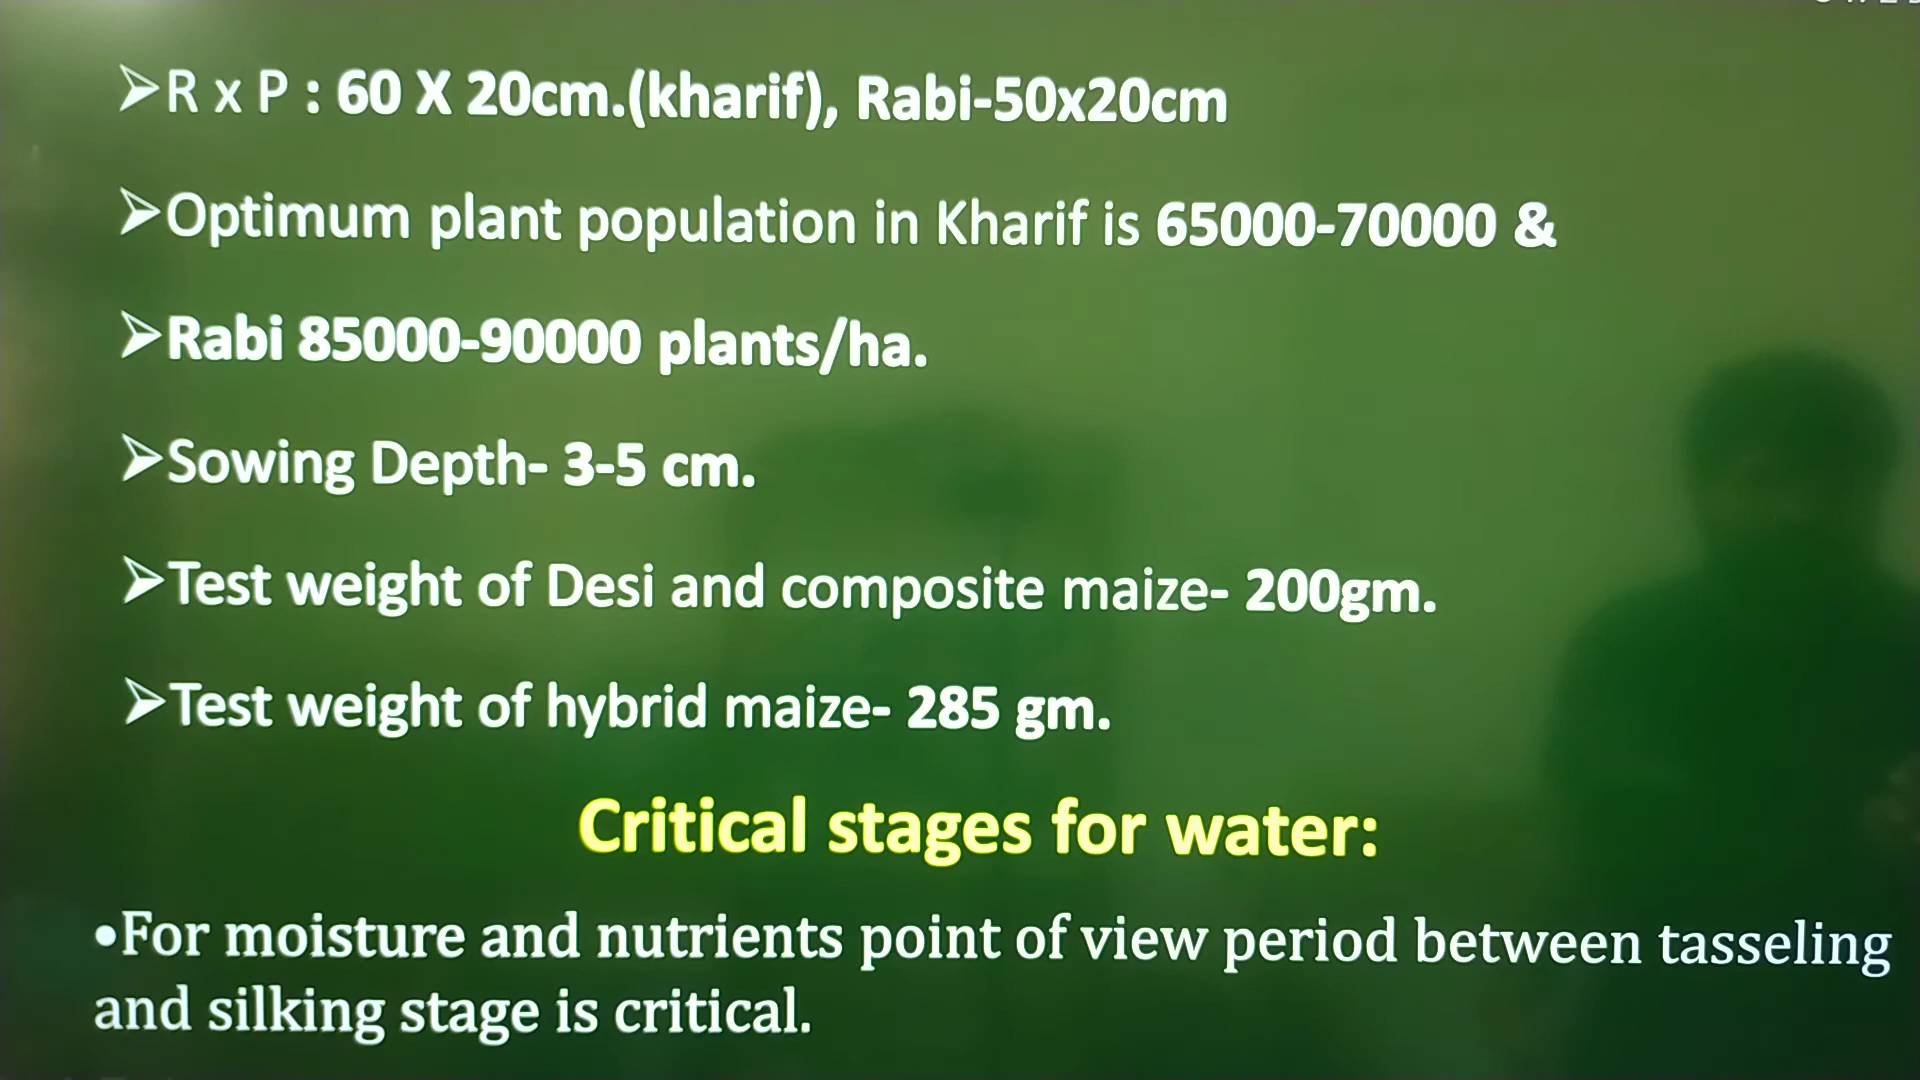 ➢R x P : 60 X 20cm.(kharif), Rabi-50x20cm
➢Optimum plant population in Kharif is 65000-70000 &
➢Rabi 85000-90000 plants/ha.
➢Sowing Depth- 3-5 cm.
➢Test weight of Desi and composite maize- 200gm.
➢Test weight of hybrid maize- 285 gm.
Critical stages for water:
•For moisture and nutrients point of view period between tasseling
and silking stage is critical.